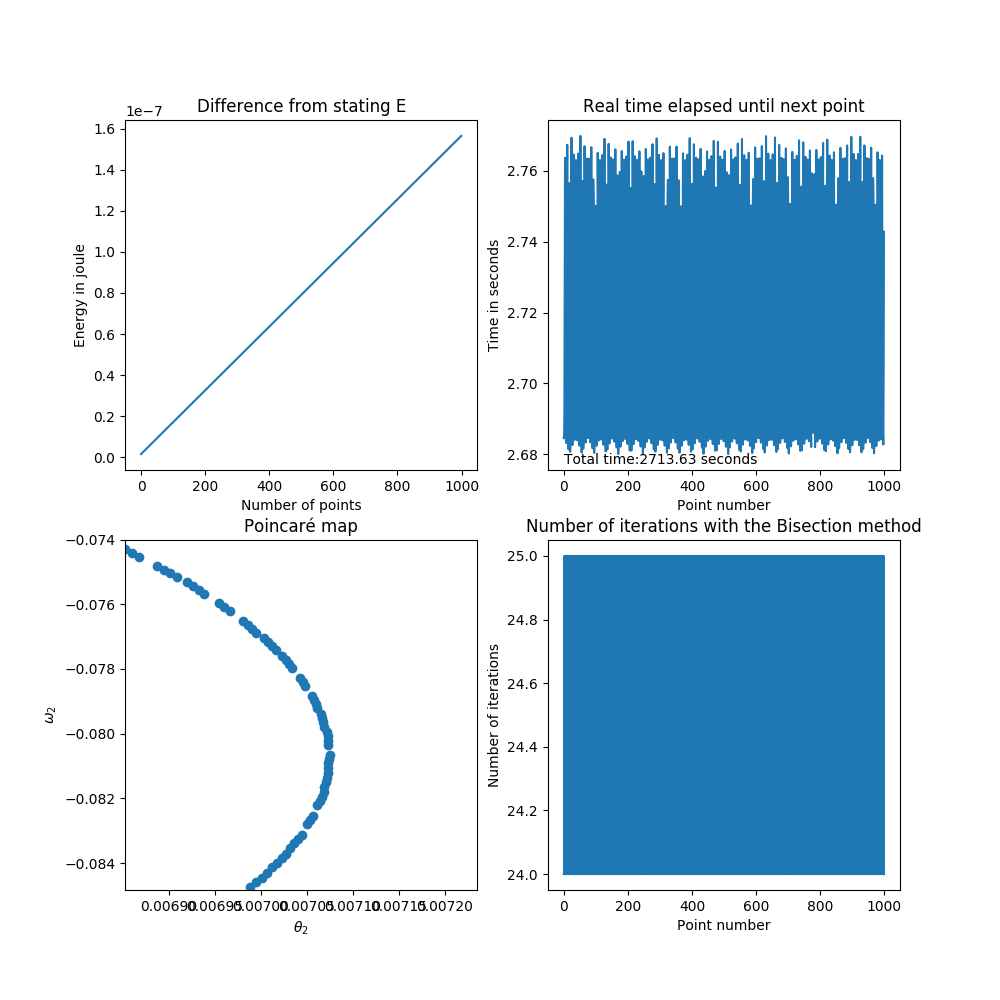 Difference from stating E
1e−7
1.6
1.4
1.2
1.0
0.8
0.6
0.4
0.2
0.0
Energy in joule
0 200 400 600 800 1000
Number of points
Real time elapsed until next point
2.76
2.74
2.72
2.70
2.68
Time in seconds
Total time:2713.63 seconds
0 200 400 600 800 1000
Point number
Poincaré map
−0.074
−0.076
−0.078
−0.080
−0.082
−0.084
ω2
0.00690 0.00695 0.00700 0.00705 0.00710 0.00715 0.00720
θ2
Number of iterations with the Bisection method
25.0
24.8
24.6
24.4
24.2
24.0
Number of iterations
0 200 400 600 800 1000
Point number